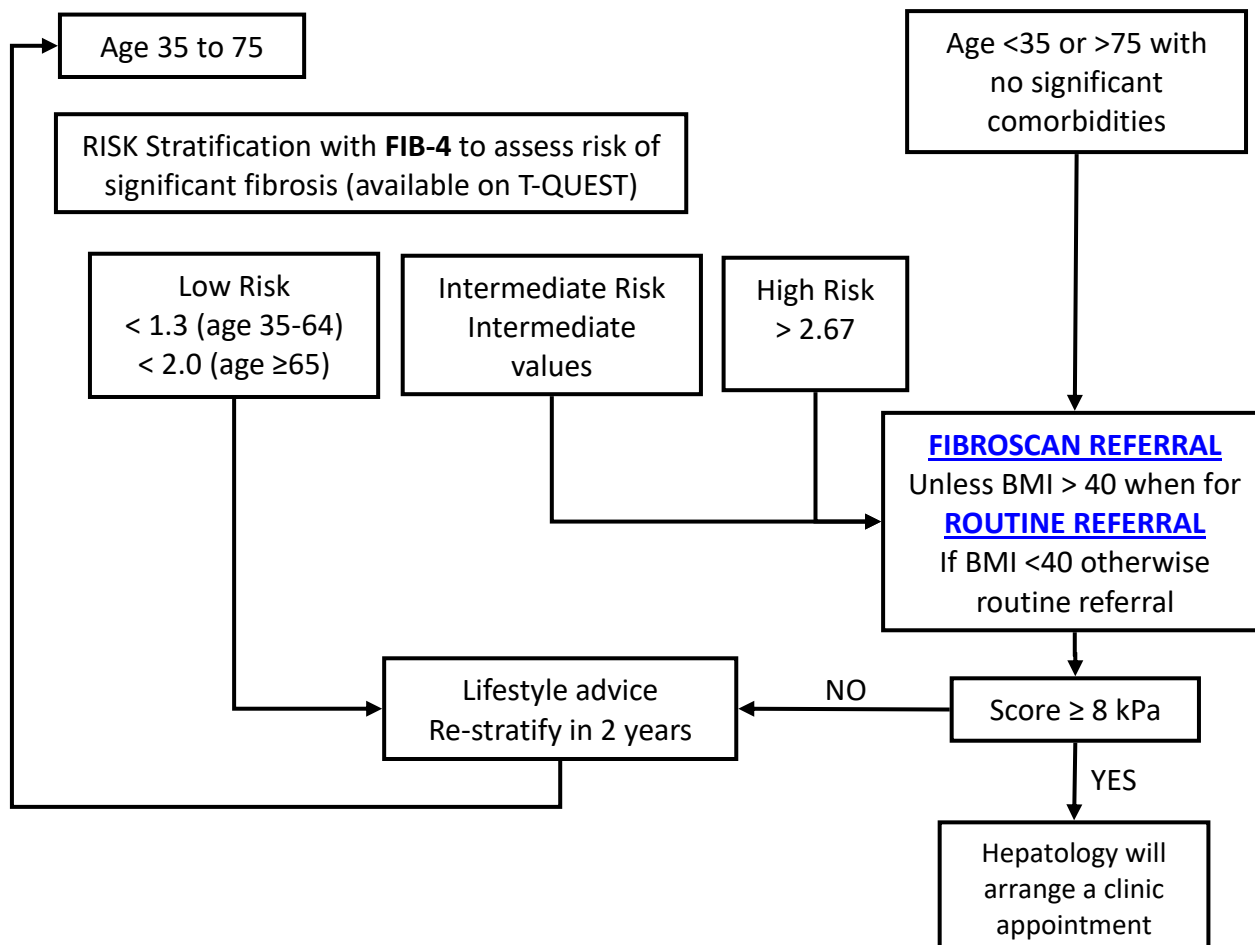 Age 35 to 75
Age <35 or >75 with
no significant
comorbidities
RISK Stratification with FIB-4 to assess risk of
significant fibrosis (available on T-QUEST)
Low Risk
< 1.3 (age 35-64)
< 2.0 (age ≥65)
Intermediate Risk
Intermediate
values
High Risk
> 2.67
FIBROSCAN REFERRAL
Unless BMI > 40 when for
ROUTINE REFERRAL
If BMI <40 otherwise
routine referral
Lifestyle advice
Re-stratify in 2 years
NO
Score ≥ 8 kPa
YES
Hepatology will
arrange a clinic
appointment